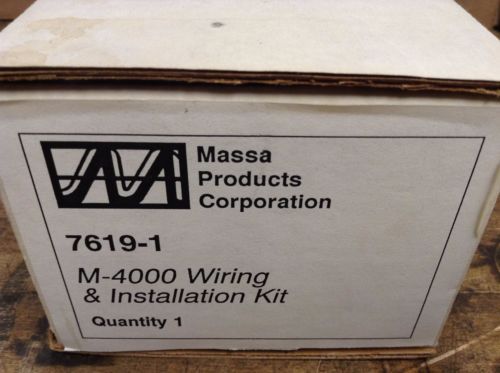 Massa
Products
Corporation
7619-1
M-4000 Wiring
& Installation Kit
Quantity 1